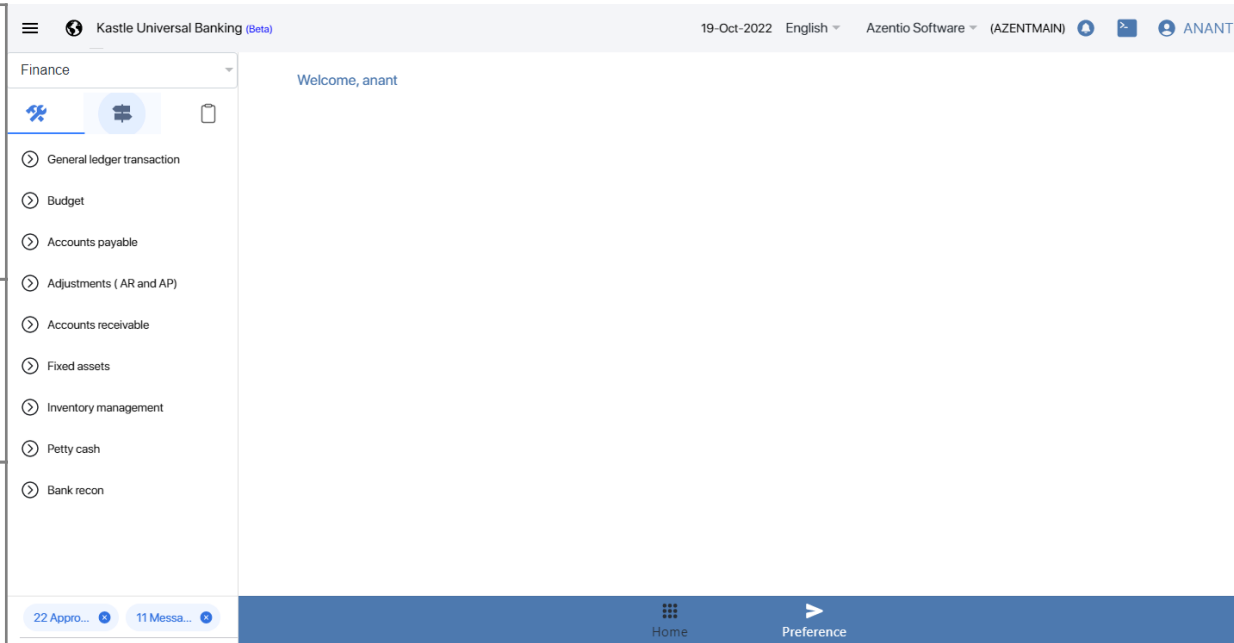 Kastle Universal Banking (Beta)
19-Oct-2022 English Azentio Software (AZENTMAIN) ANANT
Finance
Welcome, anant
General ledger transaction
Budget
Accounts payable
Adjustments ( AR and AP)
Accounts receivable
Fixed assets
Inventory management
Petty cash
Bank recon
22 Appro... 11 Messa...
Home Preference